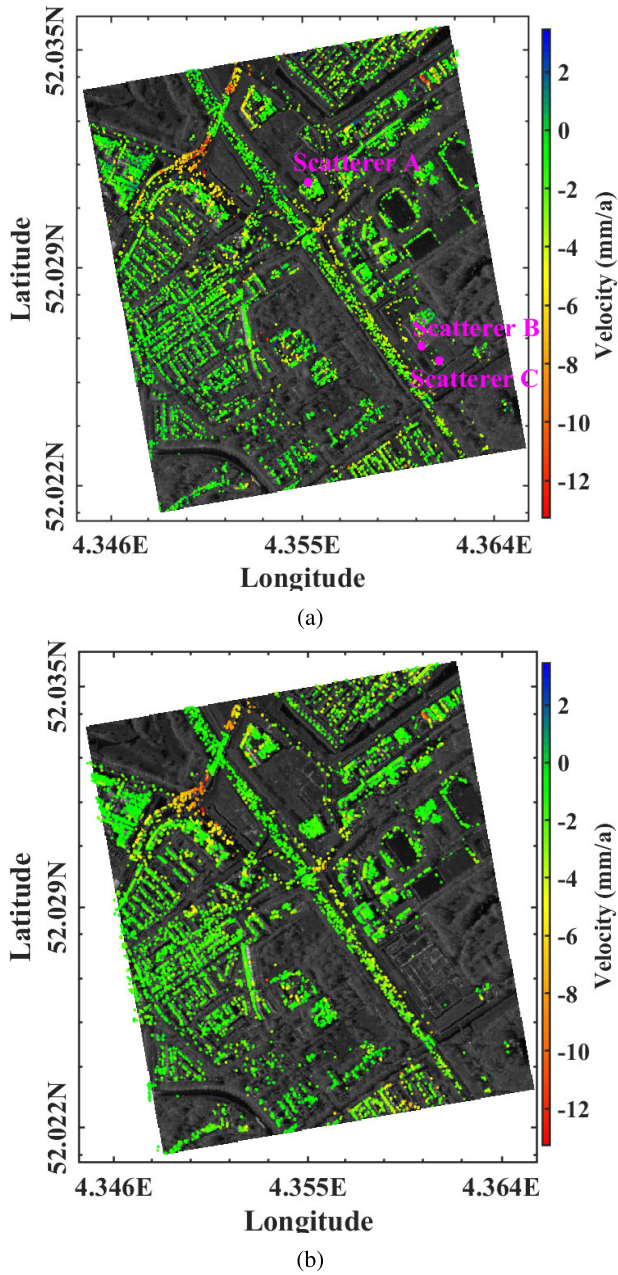 52.035N
52.029N
52.022N
Latitude
Scatterer A
Scatterer B
Scatterer C
4.346E 4.355E 4.364E
Longitude
2
0
-2
-4
-6
-8
-10
-12
Velocity (mm/a)
(a)
52.035N
52.029N
52.022N
Latitude
4.346E 4.355E 4.364E
Longitude
2
0
-2
-4
-6
-8
-10
-12
Velocity (mm/a)
(b)